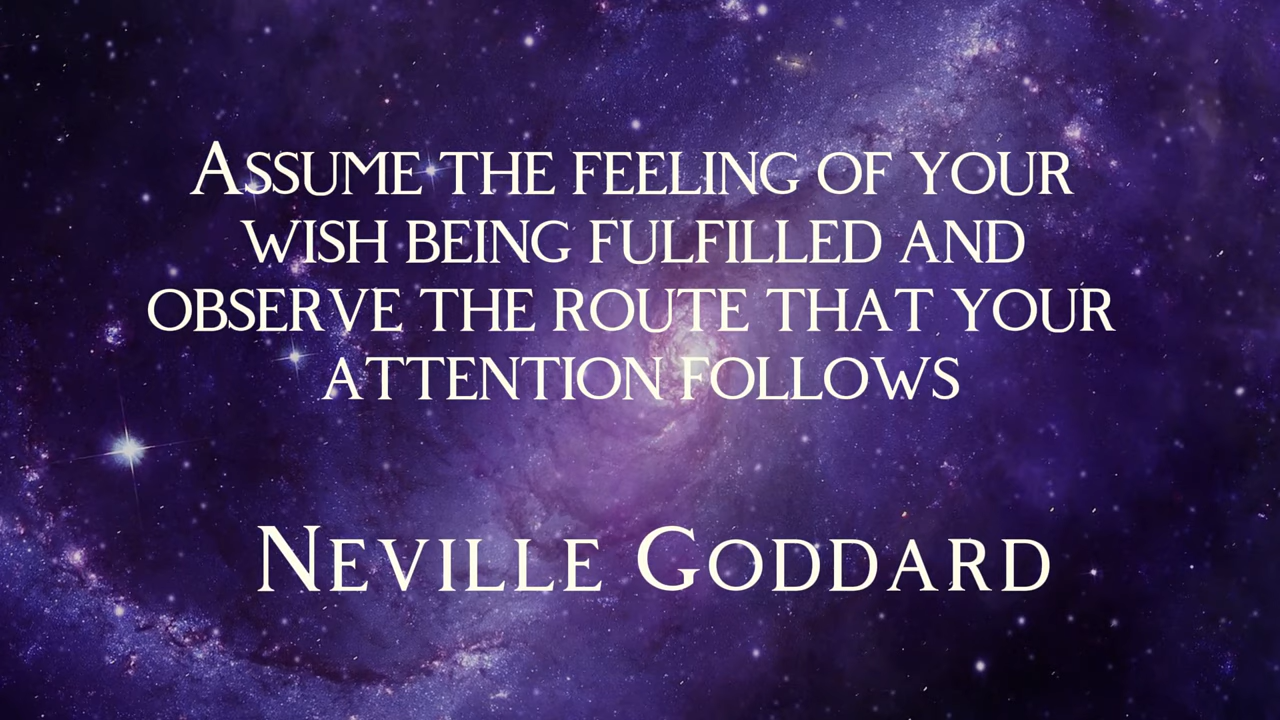 Assume the feeling of your
wish being fulfilled and
observe the route that your
attention follows
Neville Goddard